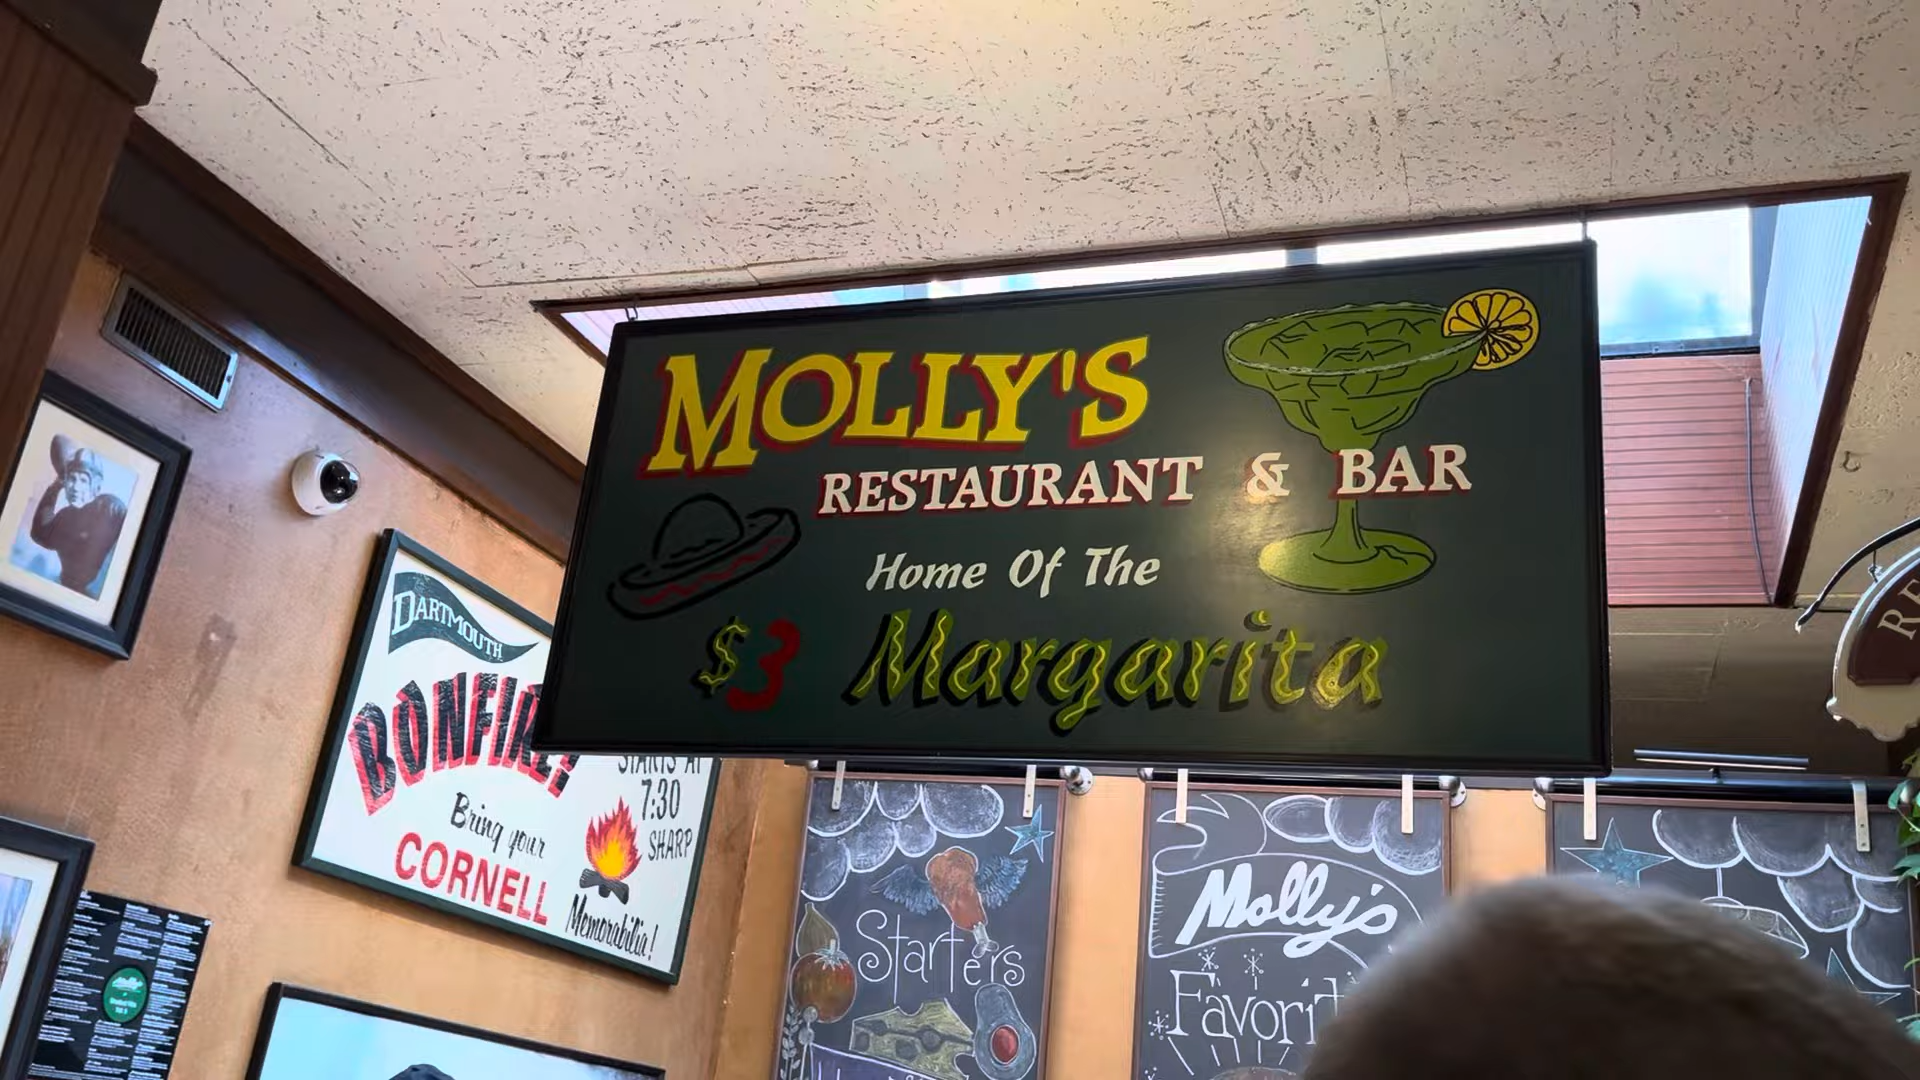 MOLLY'S
RESTAURANT & BAR
Home Of The
$3 Margarita
DARTMOUTH
BONFIRE!
Bring your
CORNELL
STARTS AT
7:30
SHARP
Memorabilia!
Starters
Molly's
Favorit
RE